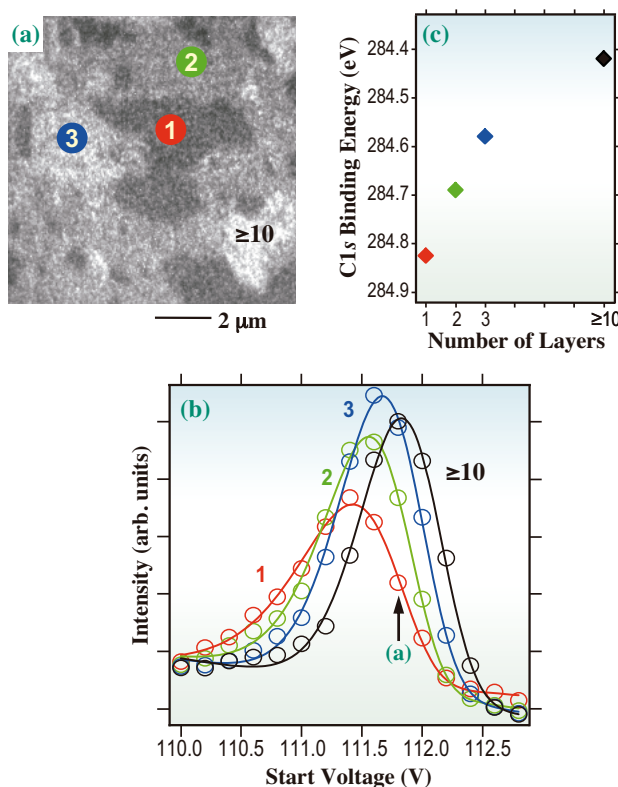 (a)
2
1
3
≥10
2 μm
(c)
C1s Binding Energy (eV)
284.4
284.5
284.6
284.7
284.8
284.9
1 2 3 ≥10
Number of Layers
(b)
3
2
1
≥10
(a)
Intensity (arb. units)
110.0 110.5 111.0 111.5 112.0 112.5
Start Voltage (V)